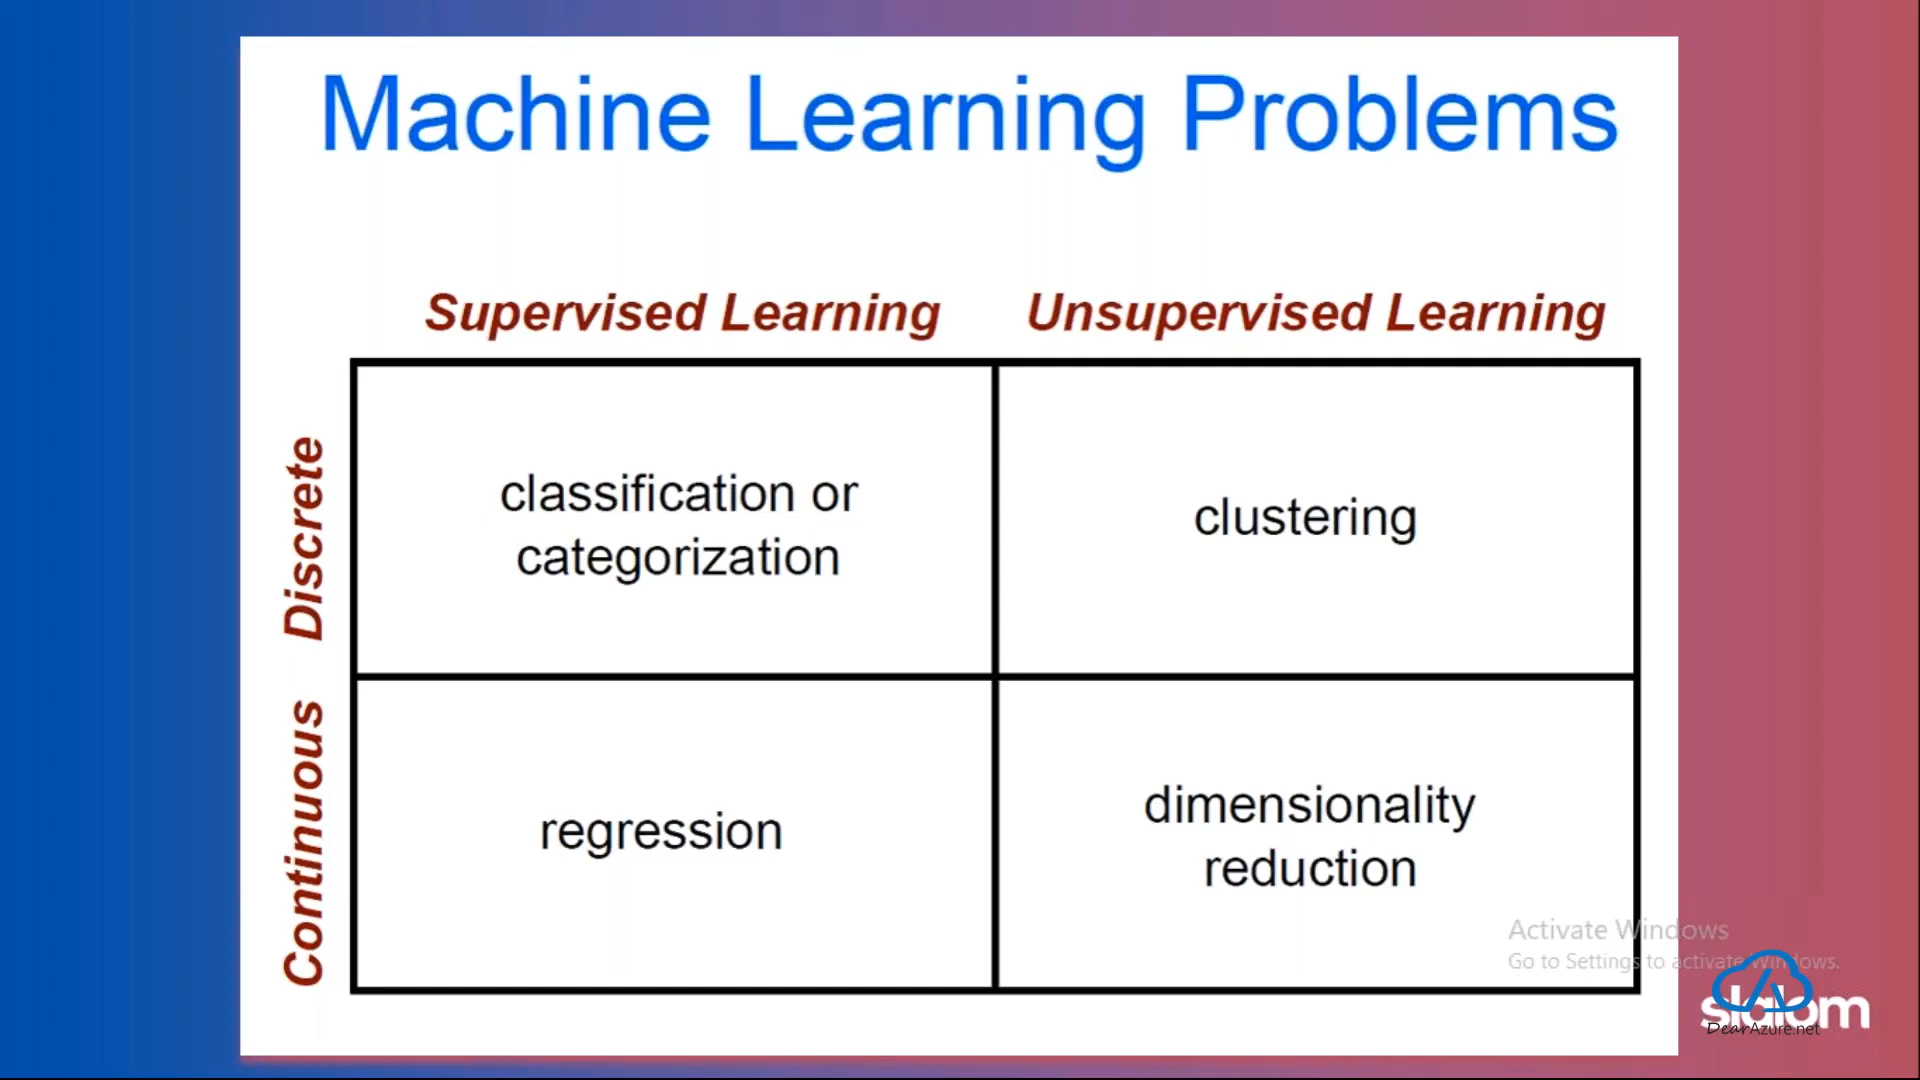 Machine Learning Problems
Supervised Learning
Unsupervised Learning
Discrete
classification or
categorization
clustering
Continuous
regression
dimensionality
reduction
Activate Windows
Go to Settings to activate Windows.
slalom
DearAzure.net